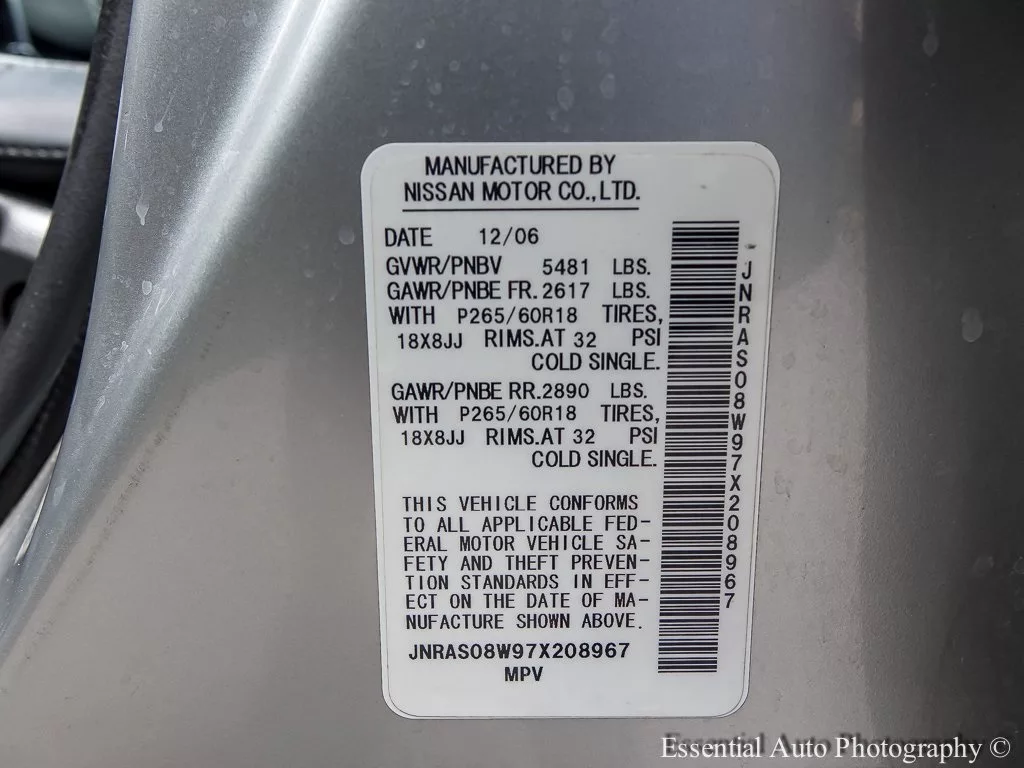 MANUFACTURED BY
NISSAN MOTOR CO.,LTD.
DATE 12/06
GVWR/PNBV 5481 LBS.
GAWR/PNBE FR. 2617 LBS.
WITH P265/60R18 TIRES,
18X8JJ RIMS.AT 32 PSI
COLD SINGLE.
GAWR/PNBE RR. 2890 LBS.
WITH P265/60R18 TIRES,
18X8JJ RIMS.AT 32 PSI
COLD SINGLE.
THIS VEHICLE CONFORMS
TO ALL APPLICABLE FED-
ERAL MOTOR VEHICLE SA-
FETY AND THEFT PREVEN-
TION STANDARDS IN EFF-
ECT ON THE DATE OF MA-
NUFACTURE SHOWN ABOVE.
JNRAS08W97X208967
MPV
JNRAS08W97X208967
Essential Auto Photography ©